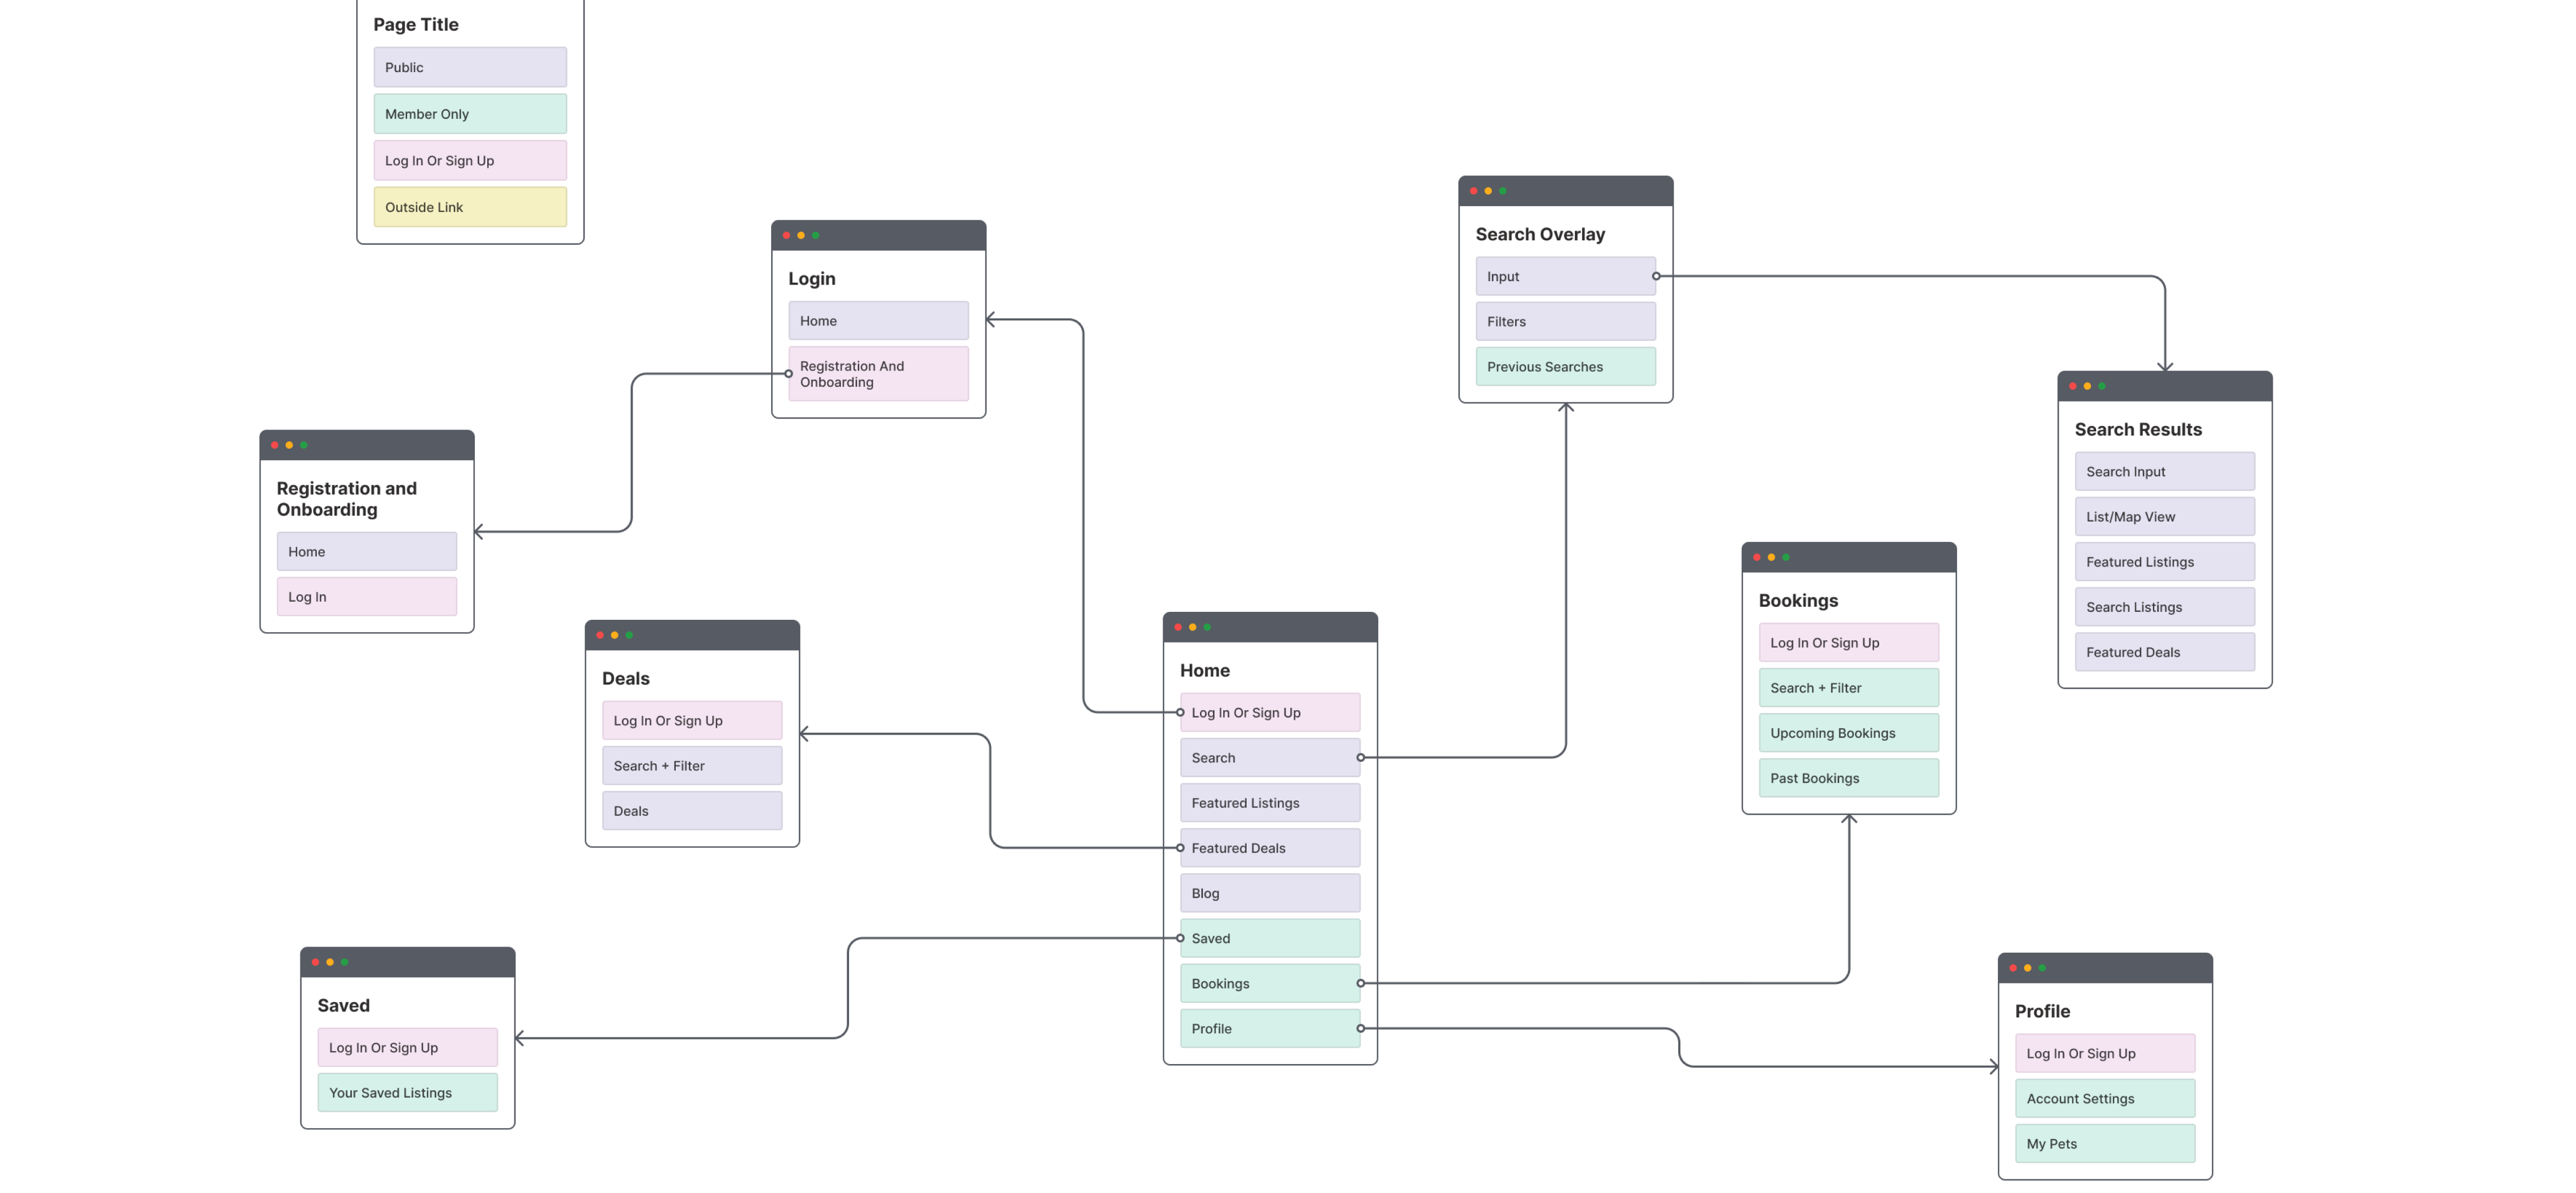 Page Title
Public
Member Only
Log In Or Sign Up
Outside Link
Login
Home
Registration And
Onboarding
Search Overlay
Input
Filters
Previous Searches
Search Results
Search Input
List/Map View
Featured Listings
Search Listings
Featured Deals
Registration and
Onboarding
Home
Log In
Deals
Log In Or Sign Up
Search + Filter
Deals
Home
Log In Or Sign Up
Search
Featured Listings
Featured Deals
Blog
Saved
Bookings
Profile
Bookings
Log In Or Sign Up
Search + Filter
Upcoming Bookings
Past Bookings
Saved
Log In Or Sign Up
Your Saved Listings
Profile
Log In Or Sign Up
Account Settings
My Pets